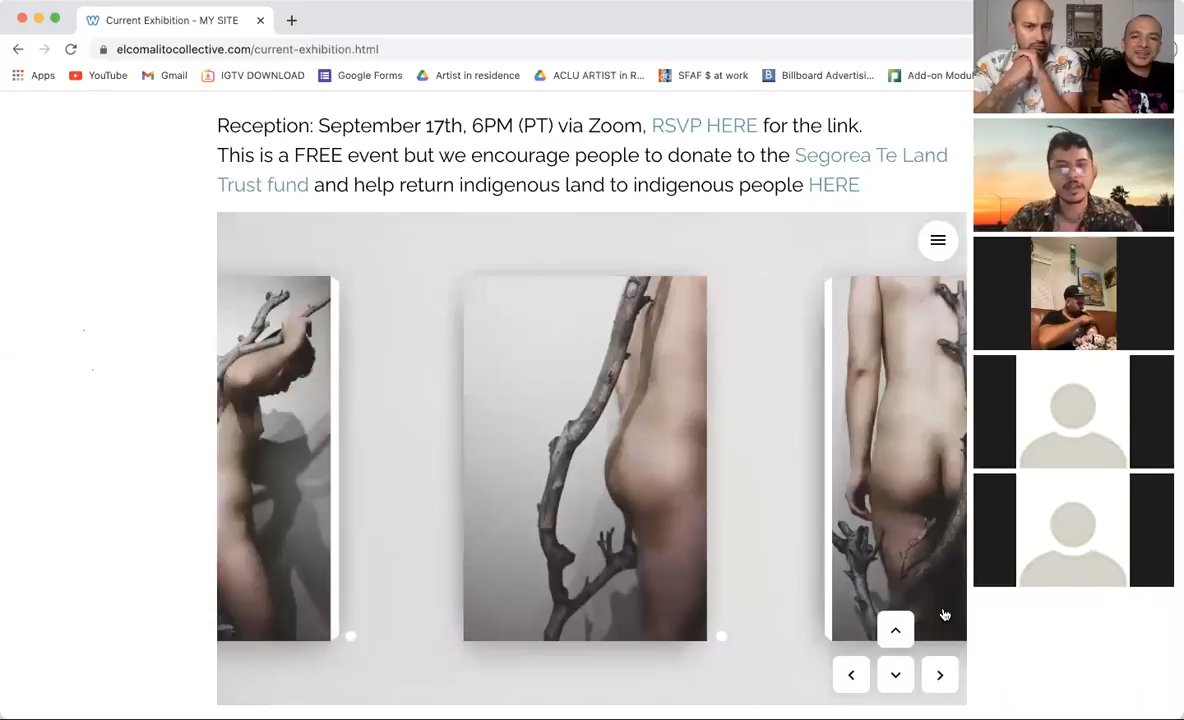 Current Exhibition - MY SITE
elcomalitocollective.com/current-exhibition.html
Apps YouTube Gmail IGTV DOWNLOAD Google Forms Artist in residence ACLU ARTIST in R... SFAF $ at work Billboard Advertisi... Add-on Modu
Reception: September 17th, 6PM (PT) via Zoom, RSVP HERE for the link.
This is a FREE event but we encourage people to donate to the Segorea Te Land
Trust fund and help return indigenous land to indigenous people HERE